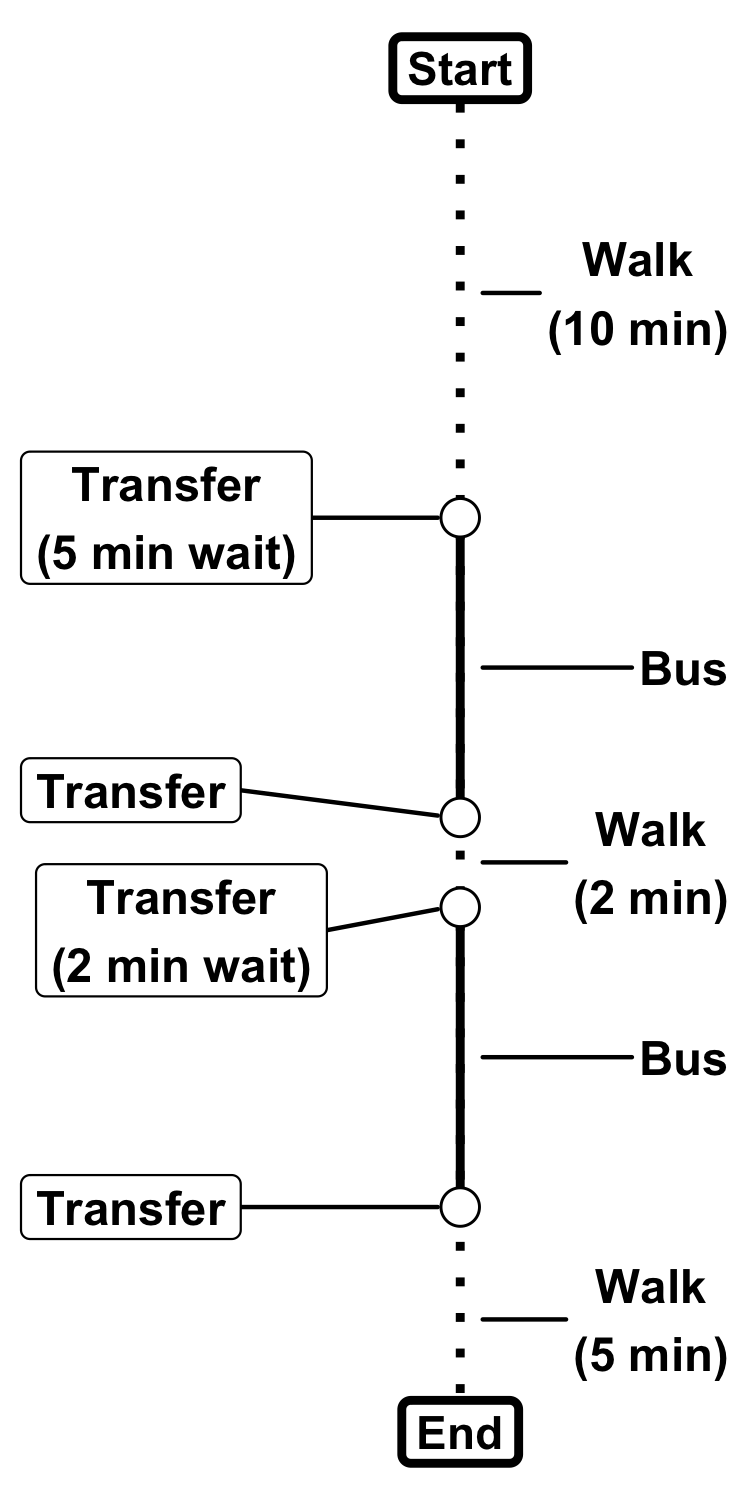 Start
Walk
(10 min)
Transfer
(5 min wait)
Bus
Transfer
Walk
(2 min)
Transfer
(2 min wait)
Bus
Transfer
Walk
(5 min)
End